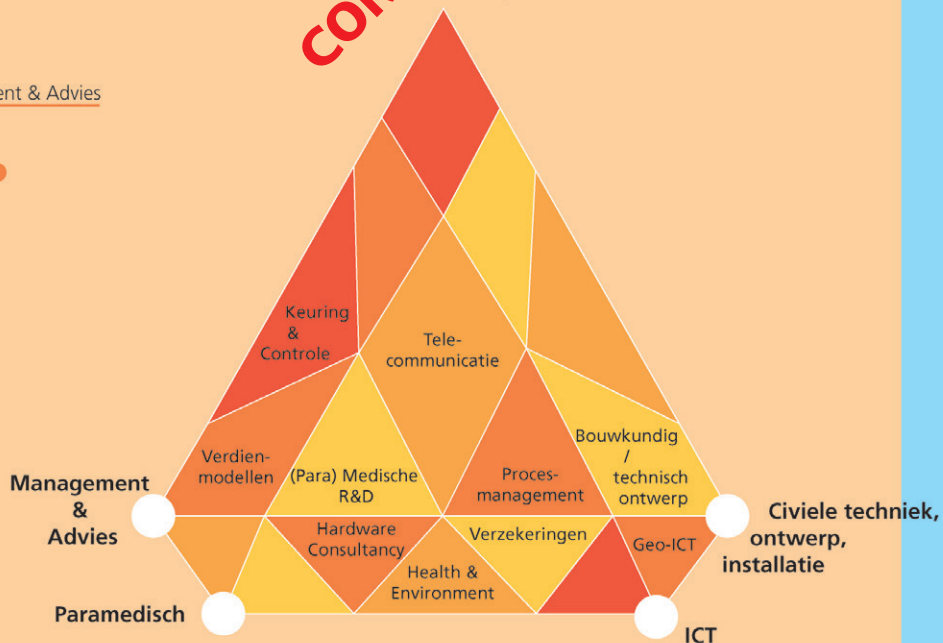 & Advies
Keuring
&
Controle
Tele-
communicatie
Verdien-
modellen
(Para) Medische
R&D
Proces-
management
Bouwkundig
/
technisch
ontwerp
Management
&
Advies
Civiele techniek,
ontwerp,
installatie
Hardware
Consultancy
Verzekeringen
Geo-ICT
Health &
Environment
Paramedisch
ICT